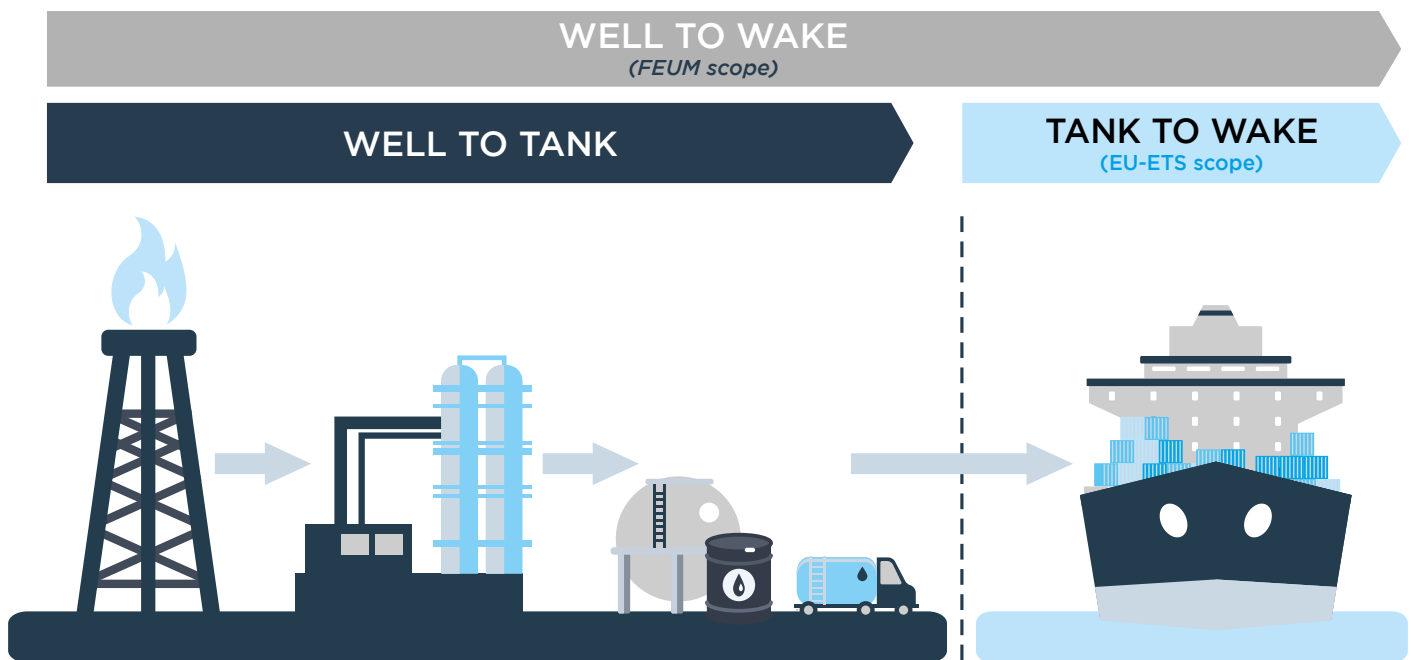 WELL TO WAKE
(FEUM scope)
WELL TO TANK
TANK TO WAKE
(EU-ETS scope)